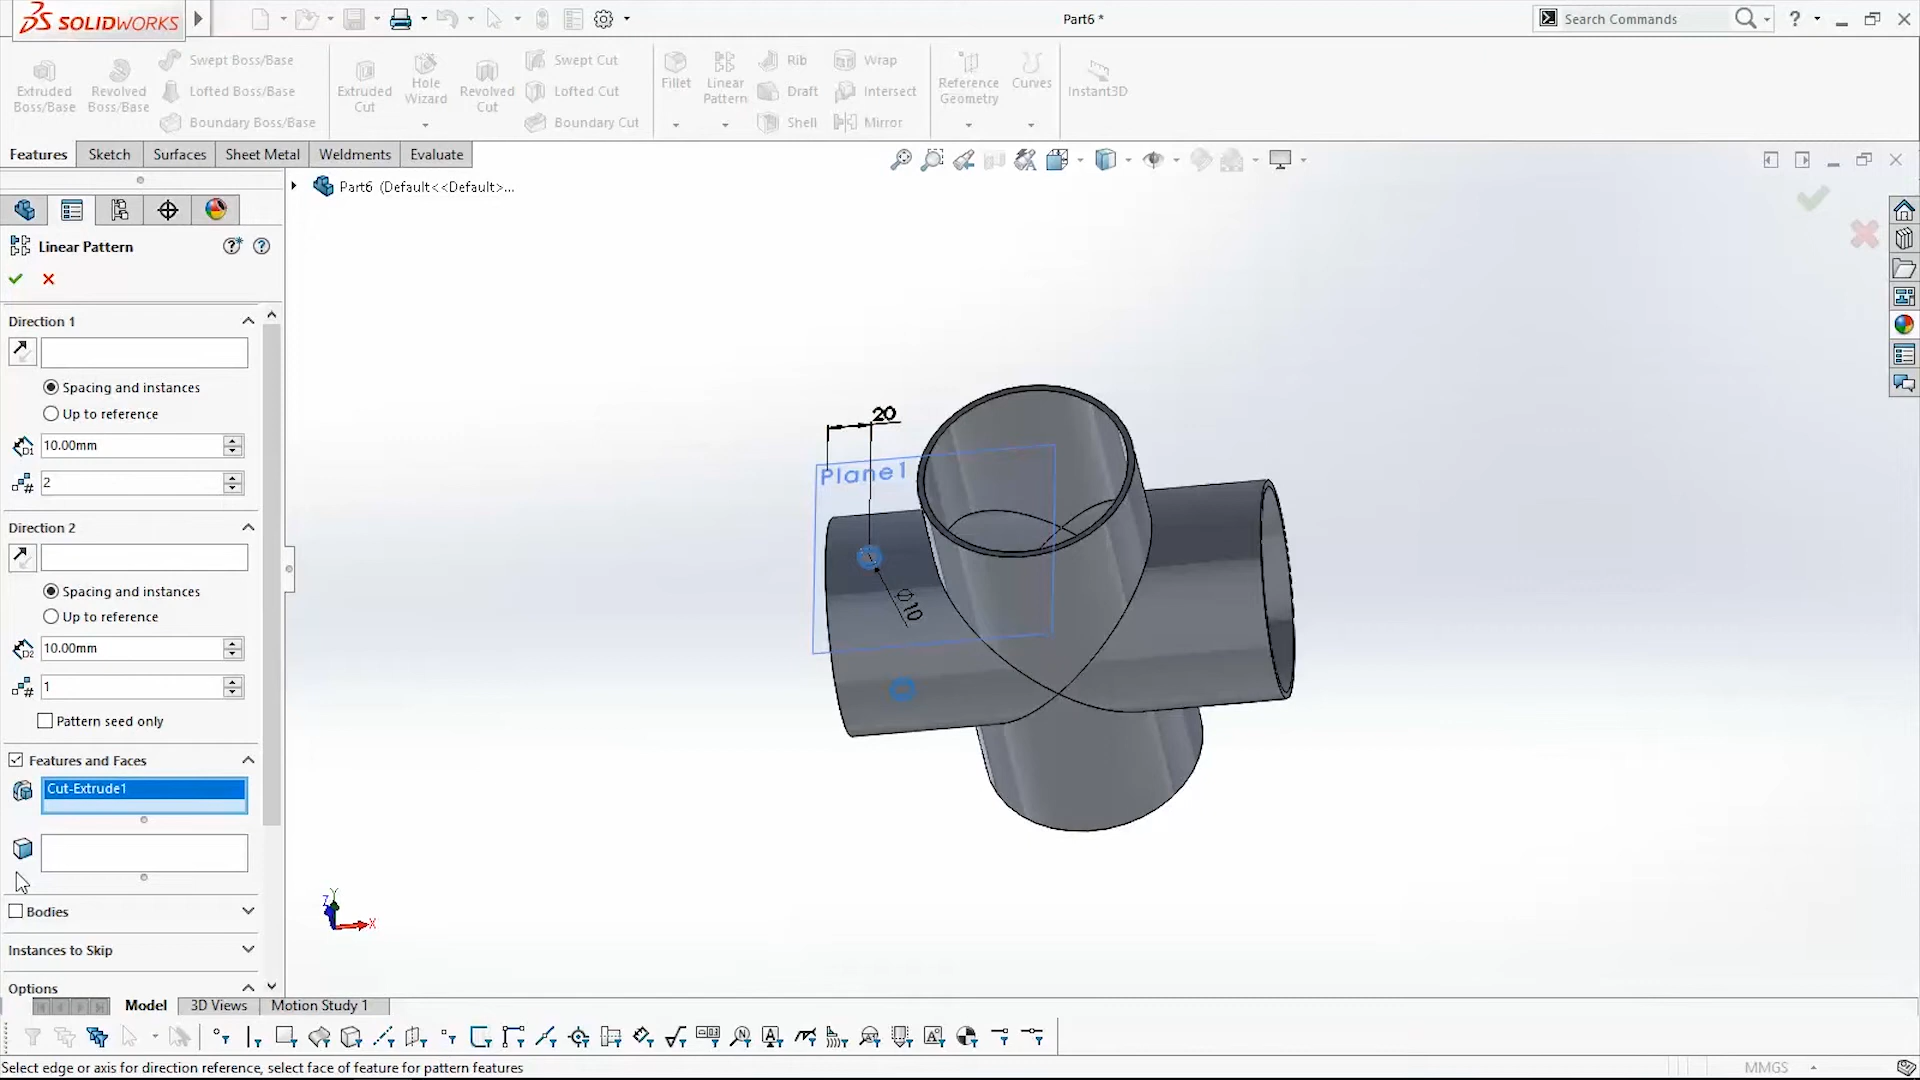 SOLIDWORKS
Part6 *
Search Commands
?
Extruded Boss/Base
Revolved Boss/Base
Swept Boss/Base
Lofted Boss/Base
Boundary Boss/Base
Extruded Cut
Hole Wizard
Revolved Cut
Swept Cut
Lofted Cut
Boundary Cut
Fillet
Linear Pattern
Rib
Draft
Shell
Wrap
Intersect
Mirror
Reference Geometry
Curves
Instant3D
Features
Sketch
Surfaces
Sheet Metal
Weldments
Evaluate
Part6 (Default<<Default>...
Linear Pattern
Direction 1
Spacing and instances
Up to reference
D1
10.00mm
#
2
Direction 2
Spacing and instances
Up to reference
D2
10.00mm
#
1
Pattern seed only
Features and Faces
Cut-Extrude1
Bodies
Instances to Skip
Options
20
Plane1
⌀10
Y
Z
X
Model
3D Views
Motion Study 1
Select edge or axis for direction reference, select face of feature for pattern features
MMGS